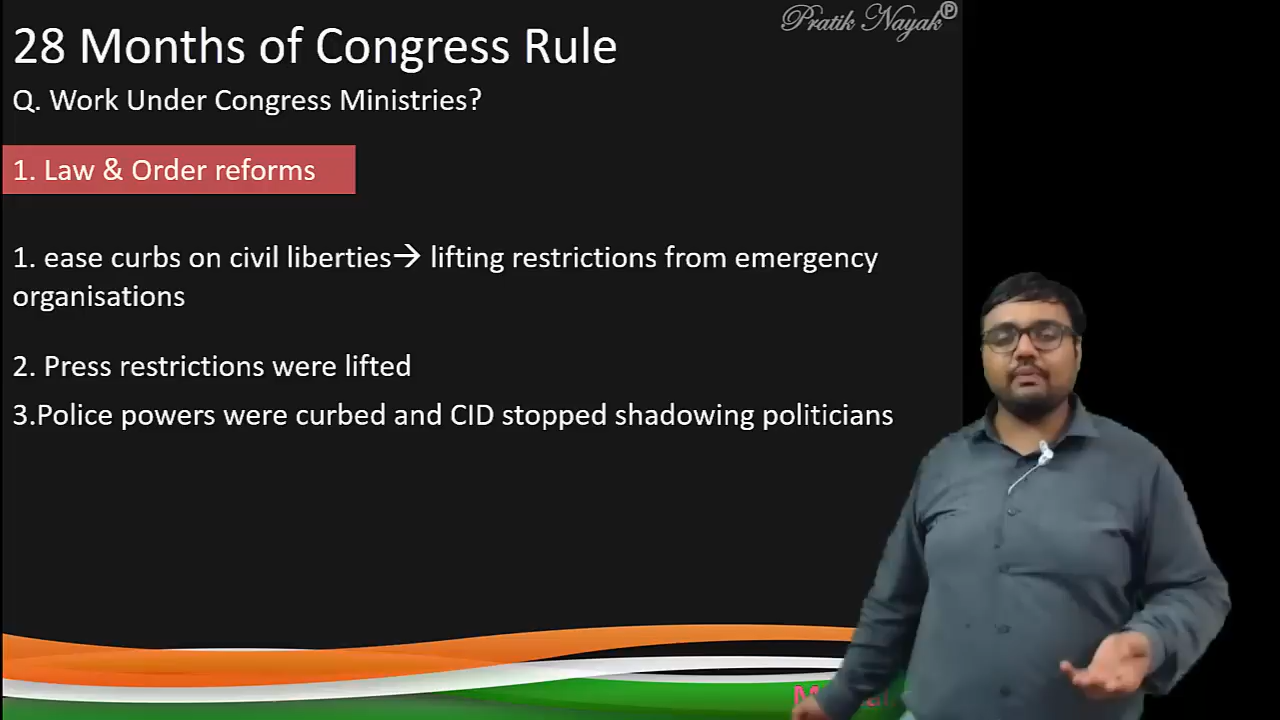 Pratik Nayak℗
28 Months of Congress Rule
Q. Work Under Congress Ministries?
1. Law & Order reforms
1. ease curbs on civil liberties→ lifting restrictions from emergency
organisations
2. Press restrictions were lifted
3.Police powers were curbed and CID stopped shadowing politicians